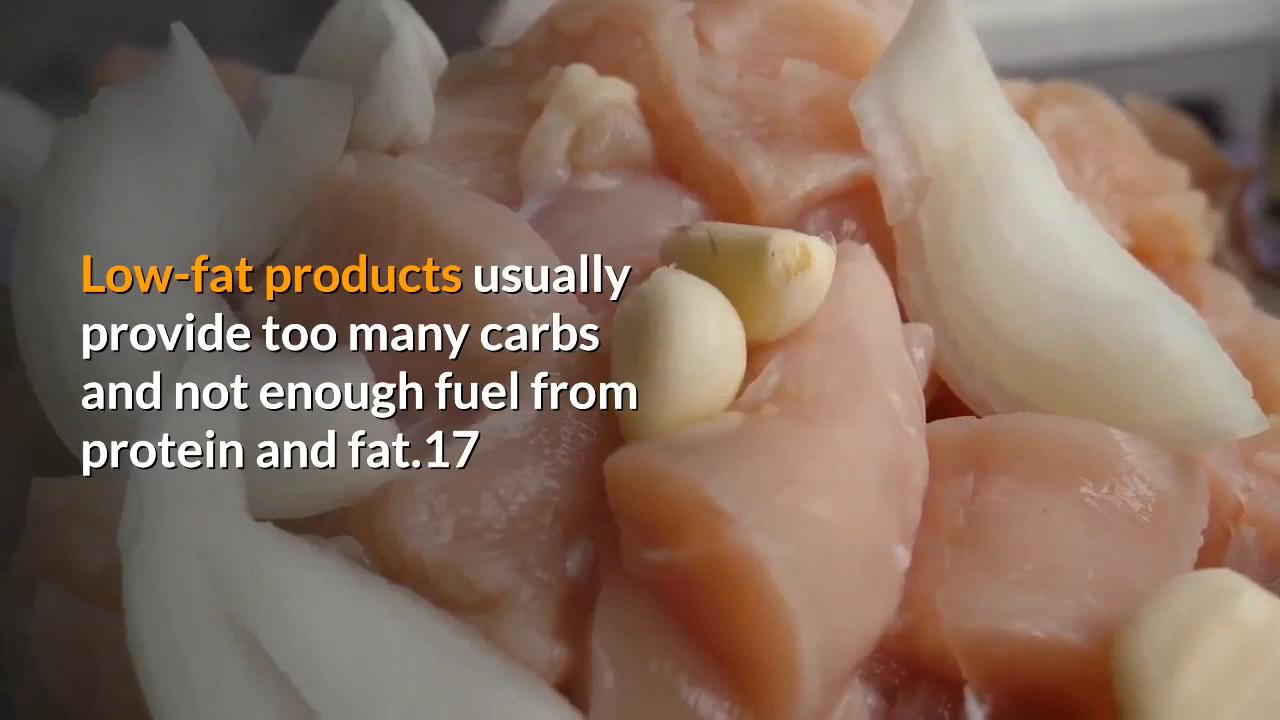 Low-fat products usually
provide too many carbs
and not enough fuel from
protein and fat.17